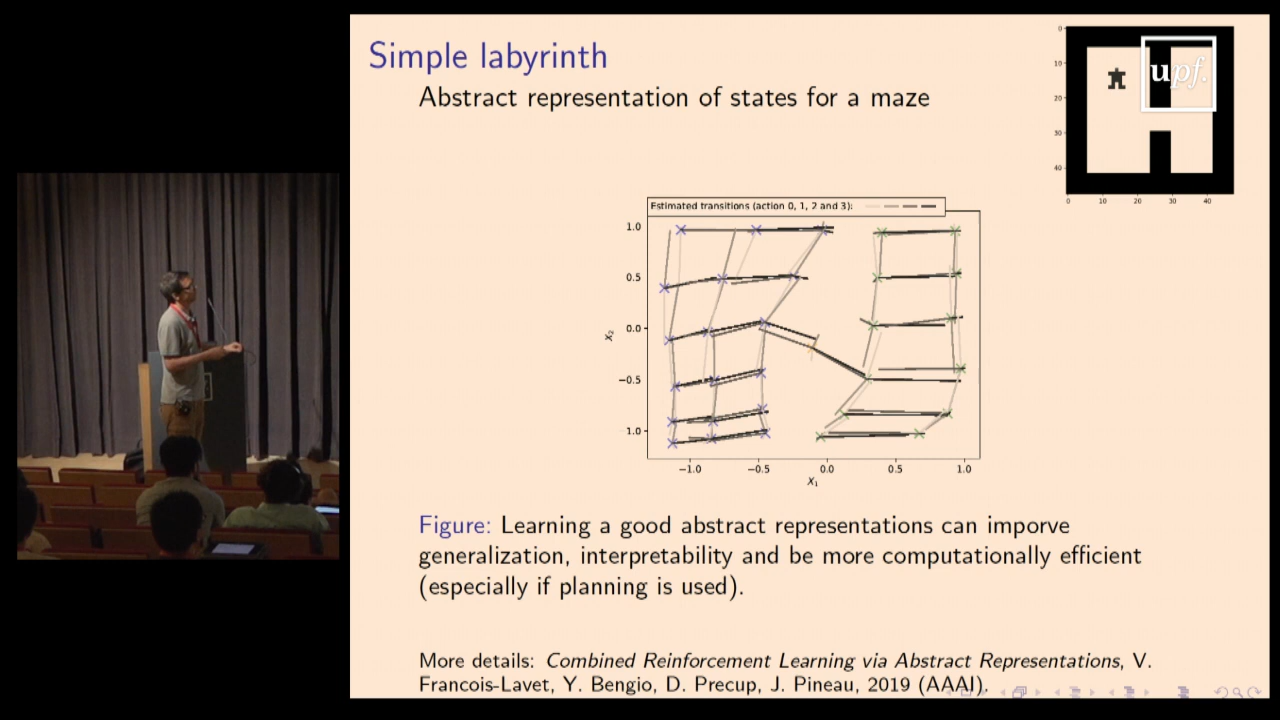 Simple labyrinth
Abstract representation of states for a maze
0
10
20
30
40
0 10 20 30 40
upf.
Estimated transitions (action 0, 1, 2 and 3):
1.0
0.5
0.0
−0.5
1.0
X₂
−1.0 −0.5 0.0 0.5 1.0
X₁
Figure: Learning a good abstract representations can imporve
generalization, interpretability and be more computationally efficient
(especially if planning is used).
More details: Combined Reinforcement Learning via Abstract Representations, V.
Francois-Lavet, Y. Bengio, D. Precup, J. Pineau, 2019 (AAAI).